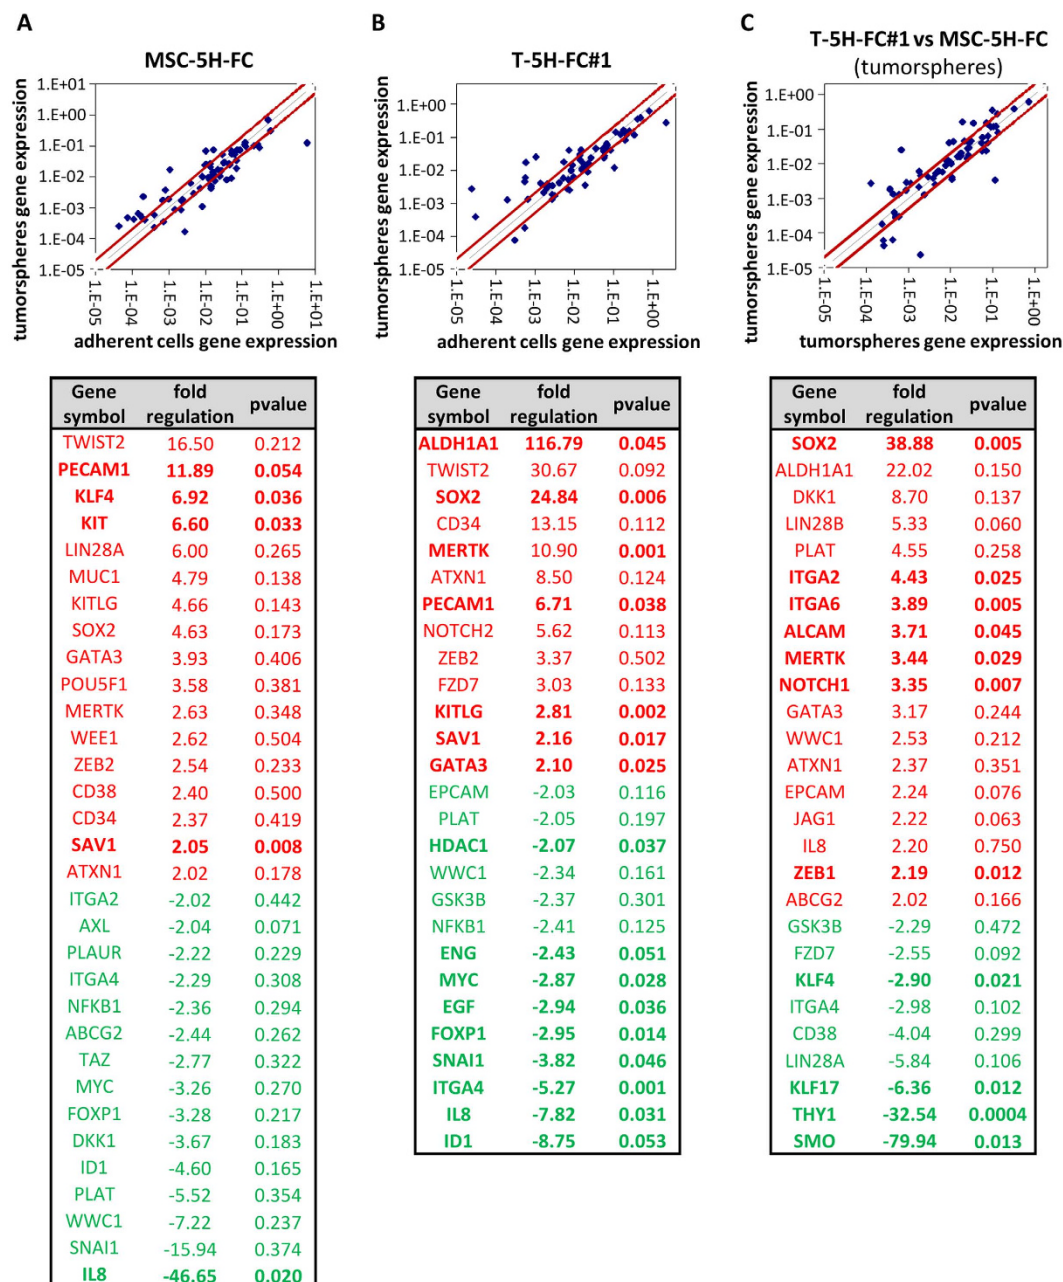 A
MSC-5H-FC
tumorspheres gene expression
1.E+01
1.E+00
1.E-01
1.E-02
1.E-03
1.E-04
1.E-05
1.E-05
1.E-04
1.E-03
1.E-02
1.E-01
1.E+00
1.E+01
adherent cells gene expression
Gene symbol fold regulation pvalue
TWIST2 16.50 0.212
PECAM1 11.89 0.054
KLF4 6.92 0.036
KIT 6.60 0.033
LIN28A 6.00 0.265
MUC1 4.79 0.138
KITLG 4.66 0.143
SOX2 4.63 0.173
GATA3 3.93 0.406
POU5F1 3.58 0.381
MERTK 2.63 0.348
WEE1 2.62 0.504
ZEB2 2.54 0.233
CD38 2.40 0.500
CD34 2.37 0.419
SAV1 2.05 0.008
ATXN1 2.02 0.178
ITGA2 -2.02 0.442
AXL -2.04 0.071
PLAUR -2.22 0.229
ITGA4 -2.29 0.308
NFKB1 -2.36 0.294
ABCG2 -2.44 0.262
TAZ -2.77 0.322
MYC -3.26 0.270
FOXP1 -3.28 0.217
DKK1 -3.67 0.183
ID1 -4.60 0.165
PLAT -5.52 0.354
WWC1 -7.22 0.237
SNAI1 -15.94 0.374
IL8 -46.65 0.020
B
T-5H-FC#1
tumorspheres gene expression
1.E+00
1.E-01
1.E-02
1.E-03
1.E-04
1.E-05
1.E-05
1.E-04
1.E-03
1.E-02
1.E-01
1.E+00
adherent cells gene expression
Gene symbol fold regulation pvalue
ALDH1A1 116.79 0.045
TWIST2 30.67 0.092
SOX2 24.84 0.006
CD34 13.15 0.112
MERTK 10.90 0.001
ATXN1 8.50 0.124
PECAM1 6.71 0.038
NOTCH2 5.62 0.113
ZEB2 3.37 0.502
FZD7 3.03 0.133
KITLG 2.81 0.002
SAV1 2.16 0.017
GATA3 2.10 0.025
EPCAM -2.03 0.116
PLAT -2.05 0.197
HDAC1 -2.07 0.037
WWC1 -2.34 0.161
GSK3B -2.37 0.301
NFKB1 -2.41 0.125
ENG -2.43 0.051
MYC -2.87 0.028
EGF -2.94 0.036
FOXP1 -2.95 0.014
SNAI1 -3.82 0.046
ITGA4 -5.27 0.001
IL8 -7.82 0.031
ID1 -8.75 0.053
C
T-5H-FC#1 vs MSC-5H-FC
(tumorspheres)
tumorspheres gene expression
1.E+00
1.E-01
1.E-02
1.E-03
1.E-04
1.E-05
1.E-05
1.E-04
1.E-03
1.E-02
1.E-01
1.E+00
tumorspheres gene expression
Gene symbol fold regulation pvalue
SOX2 38.88 0.005
ALDH1A1 22.02 0.150
DKK1 8.70 0.137
LIN28B 5.33 0.060
PLAT 4.55 0.258
ITGA2 4.43 0.025
ITGA6 3.89 0.005
ALCAM 3.71 0.045
MERTK 3.44 0.029
NOTCH1 3.35 0.007
GATA3 3.17 0.244
WWC1 2.53 0.212
ATXN1 2.37 0.351
EPCAM 2.24 0.076
JAG1 2.22 0.063
IL8 2.20 0.750
ZEB1 2.19 0.012
ABCG2 2.02 0.166
GSK3B -2.29 0.472
FZD7 -2.55 0.092
KLF4 -2.90 0.021
ITGA4 -2.98 0.102
CD38 -4.04 0.299
LIN28A -5.84 0.106
KLF17 -6.36 0.012
THY1 -32.54 0.0004
SMO -79.94 0.013